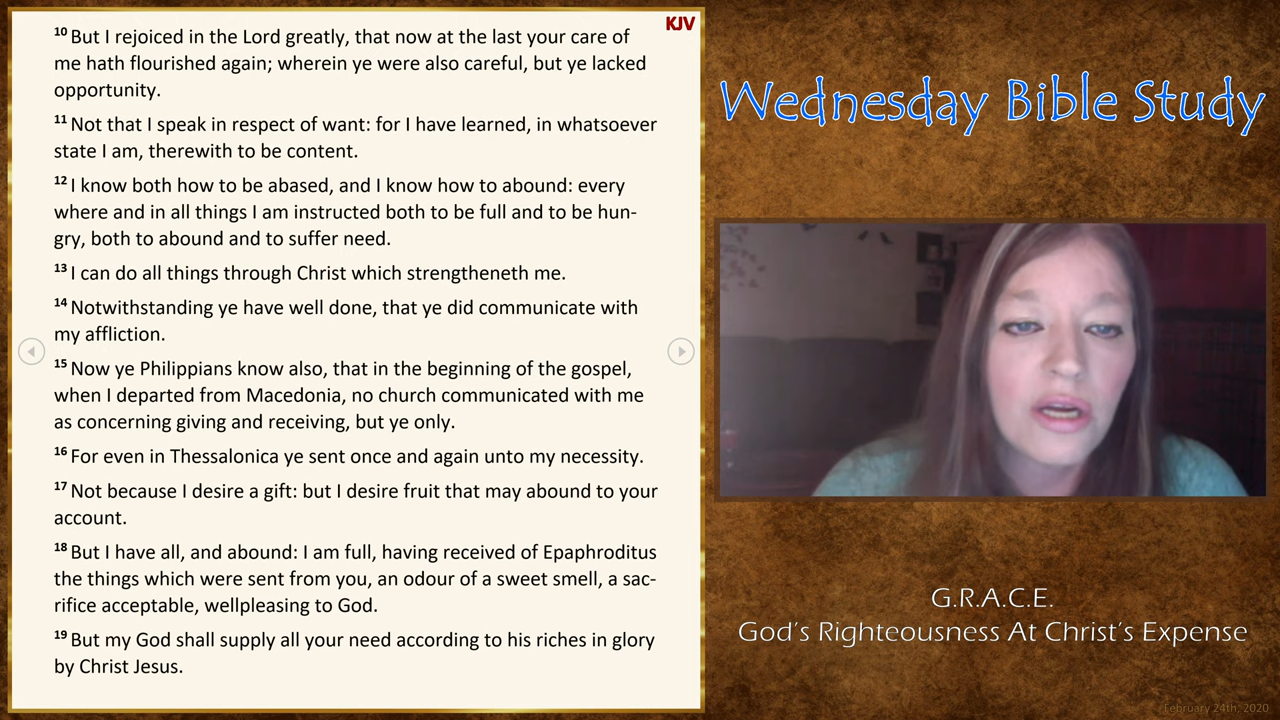 KJV
10 But I rejoiced in the Lord greatly, that now at the last your care of
me hath flourished again; wherein ye were also careful, but ye lacked
opportunity.
11 Not that I speak in respect of want: for I have learned, in whatsoever
state I am, therewith to be content.
12 I know both how to be abased, and I know how to abound: every
where and in all things I am instructed both to be full and to be hun-
gry, both to abound and to suffer need.
13 I can do all things through Christ which strengtheneth me.
14 Notwithstanding ye have well done, that ye did communicate with
my affliction.
15 Now ye Philippians know also, that in the beginning of the gospel,
when I departed from Macedonia, no church communicated with me
as concerning giving and receiving, but ye only.
16 For even in Thessalonica ye sent once and again unto my necessity.
17 Not because I desire a gift: but I desire fruit that may abound to your
account.
18 But I have all, and abound: I am full, having received of Epaphroditus
the things which were sent from you, an odour of a sweet smell, a sac-
rifice acceptable, wellpleasing to God.
19 But my God shall supply all your need according to his riches in glory
by Christ Jesus.
Wednesday Bible Study
G.R.A.C.E.
God's Righteousness At Christ's Expense
February 24th, 2020